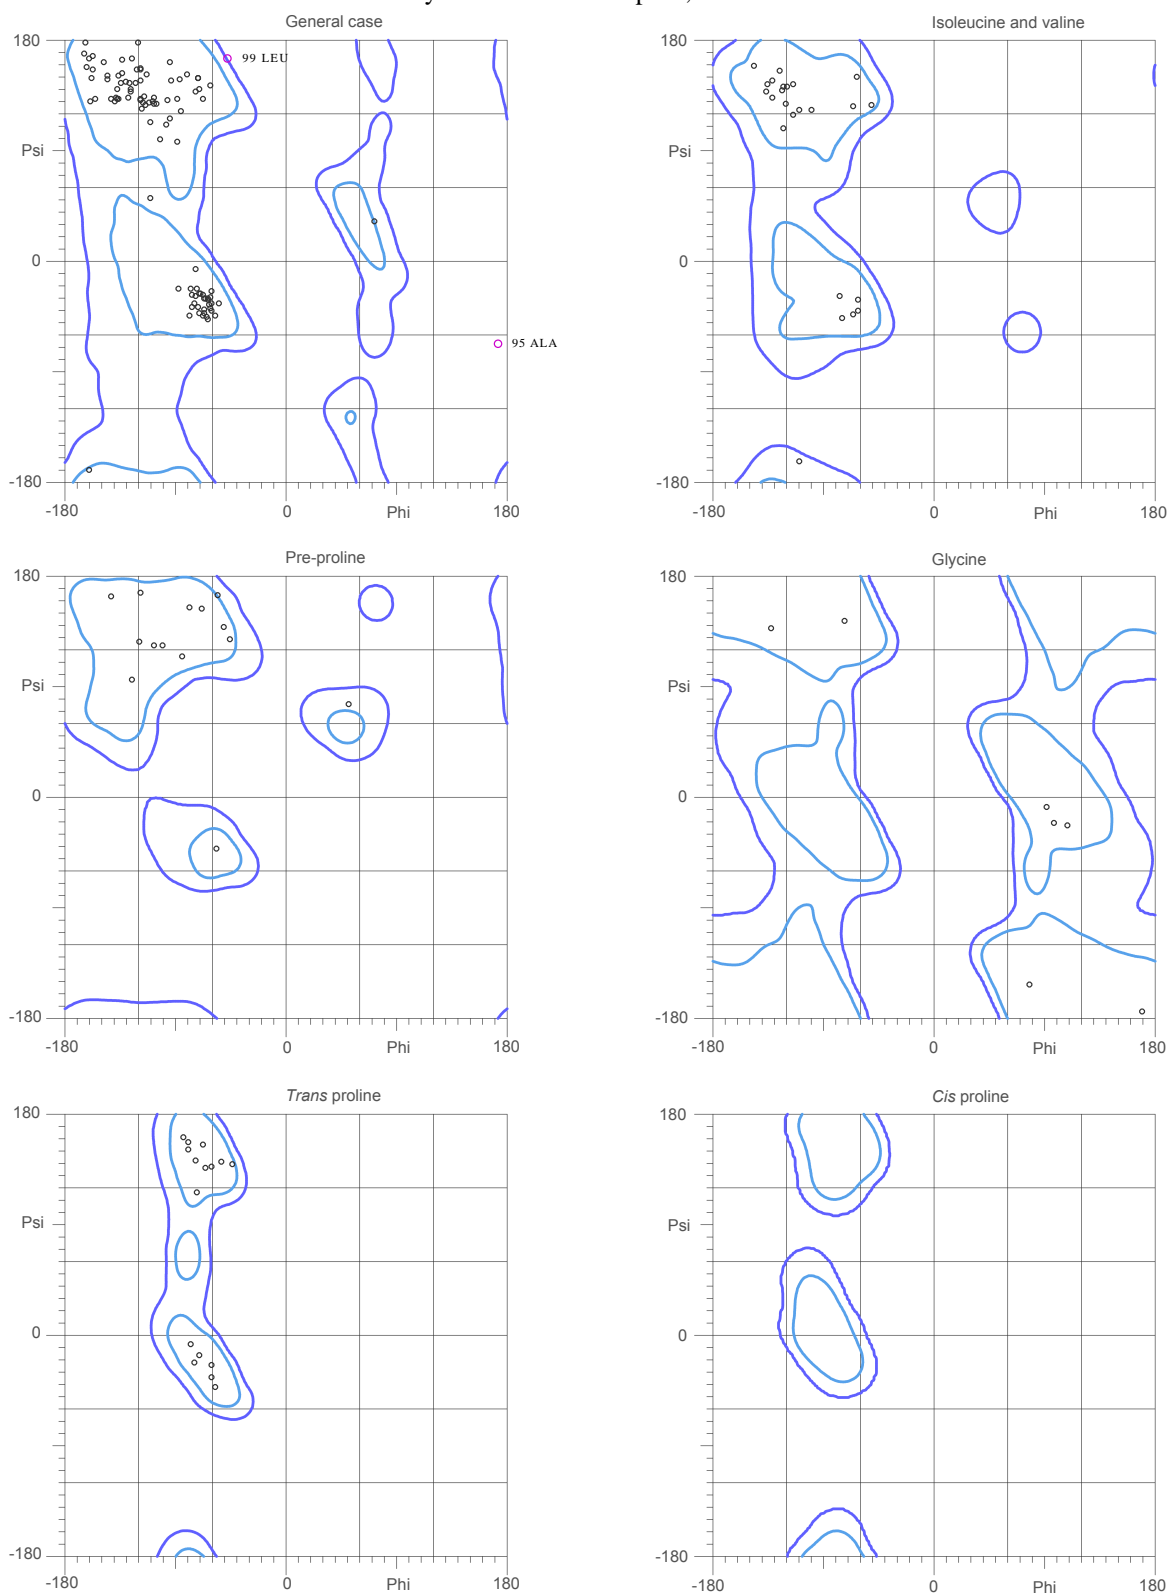 General case
180
99 LEU
Psi
0
95 ALA
-180
-180
0
Phi
180
Isoleucine and valine
180
Psi
0
-180
-180
0
Phi
180
Pre-proline
180
Psi
0
-180
-180
0
Phi
180
Glycine
180
Psi
0
-180
-180
0
Phi
180
Trans proline
180
Psi
0
-180
-180
0
Phi
180
Cis proline
180
Psi
0
-180
-180
0
Phi
180